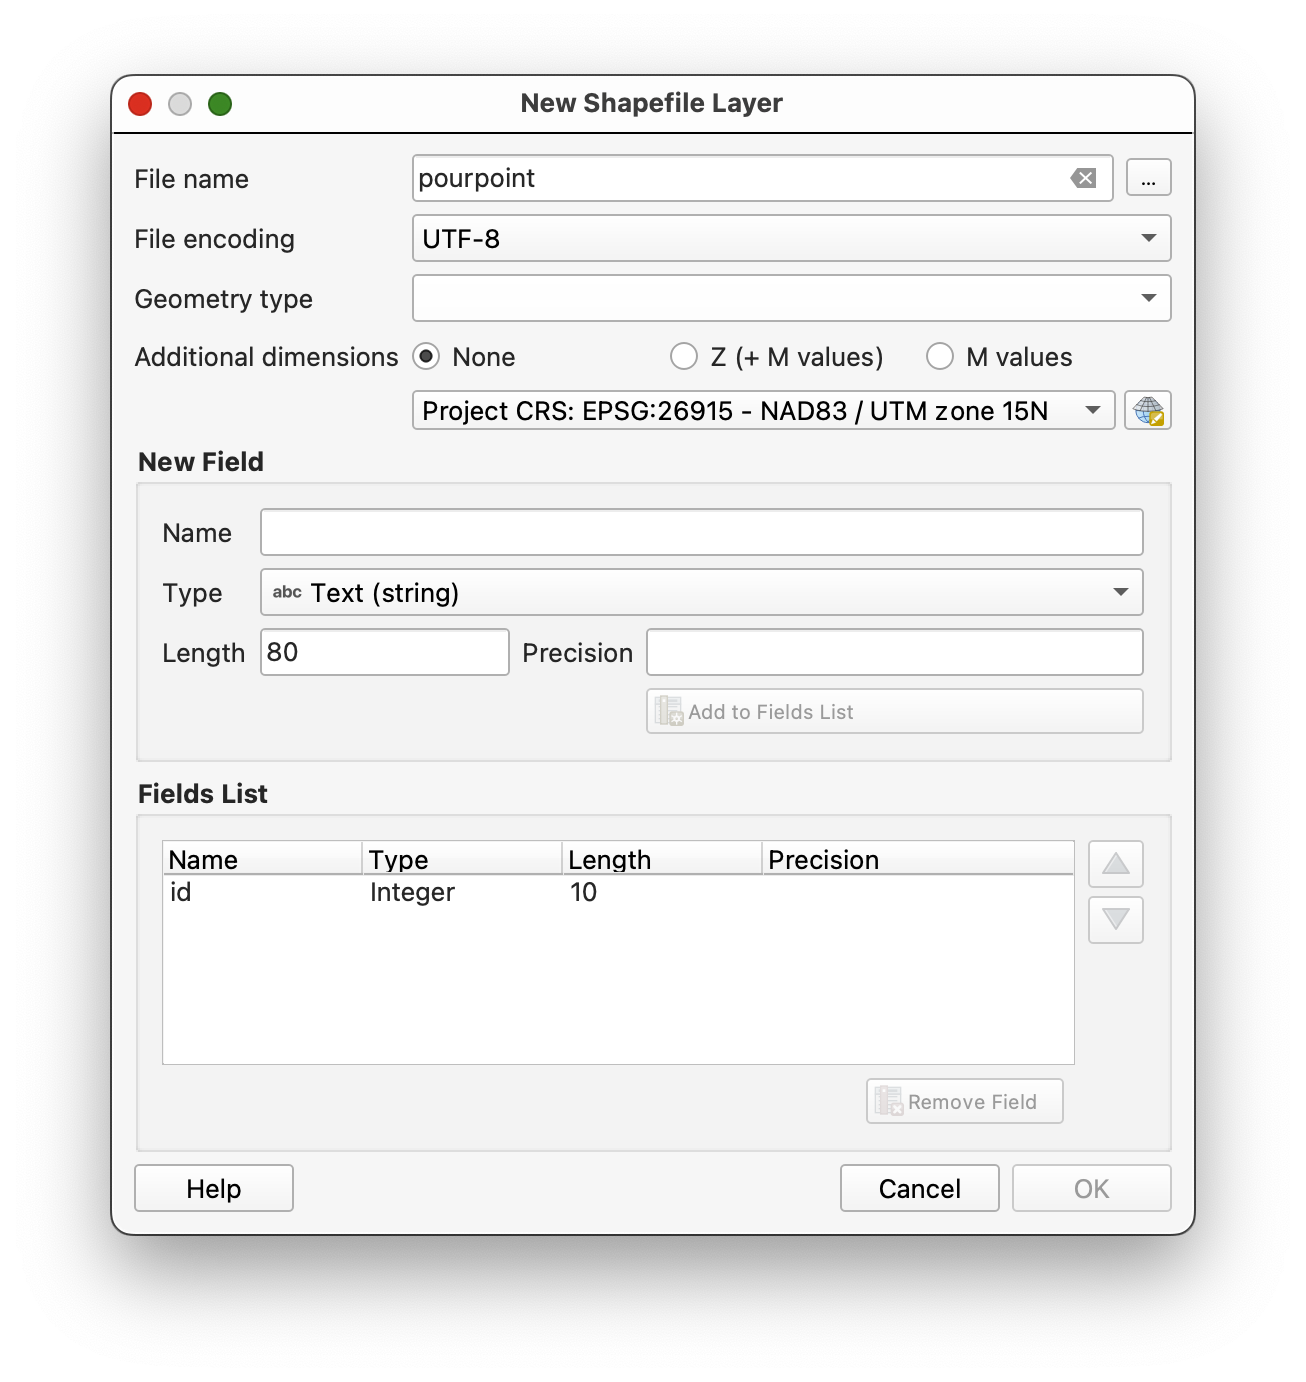 New Shapefile Layer
File name pourpoint ...
File encoding UTF-8
Geometry type
Additional dimensions None Z (+ M values) M values
Project CRS: EPSG:26915 - NAD83 / UTM zone 15N
New Field
Name
Type abc Text (string)
Length 80 Precision
Add to Fields List
Fields List
Name Type Length Precision
id Integer 10
Remove Field
Help Cancel OK